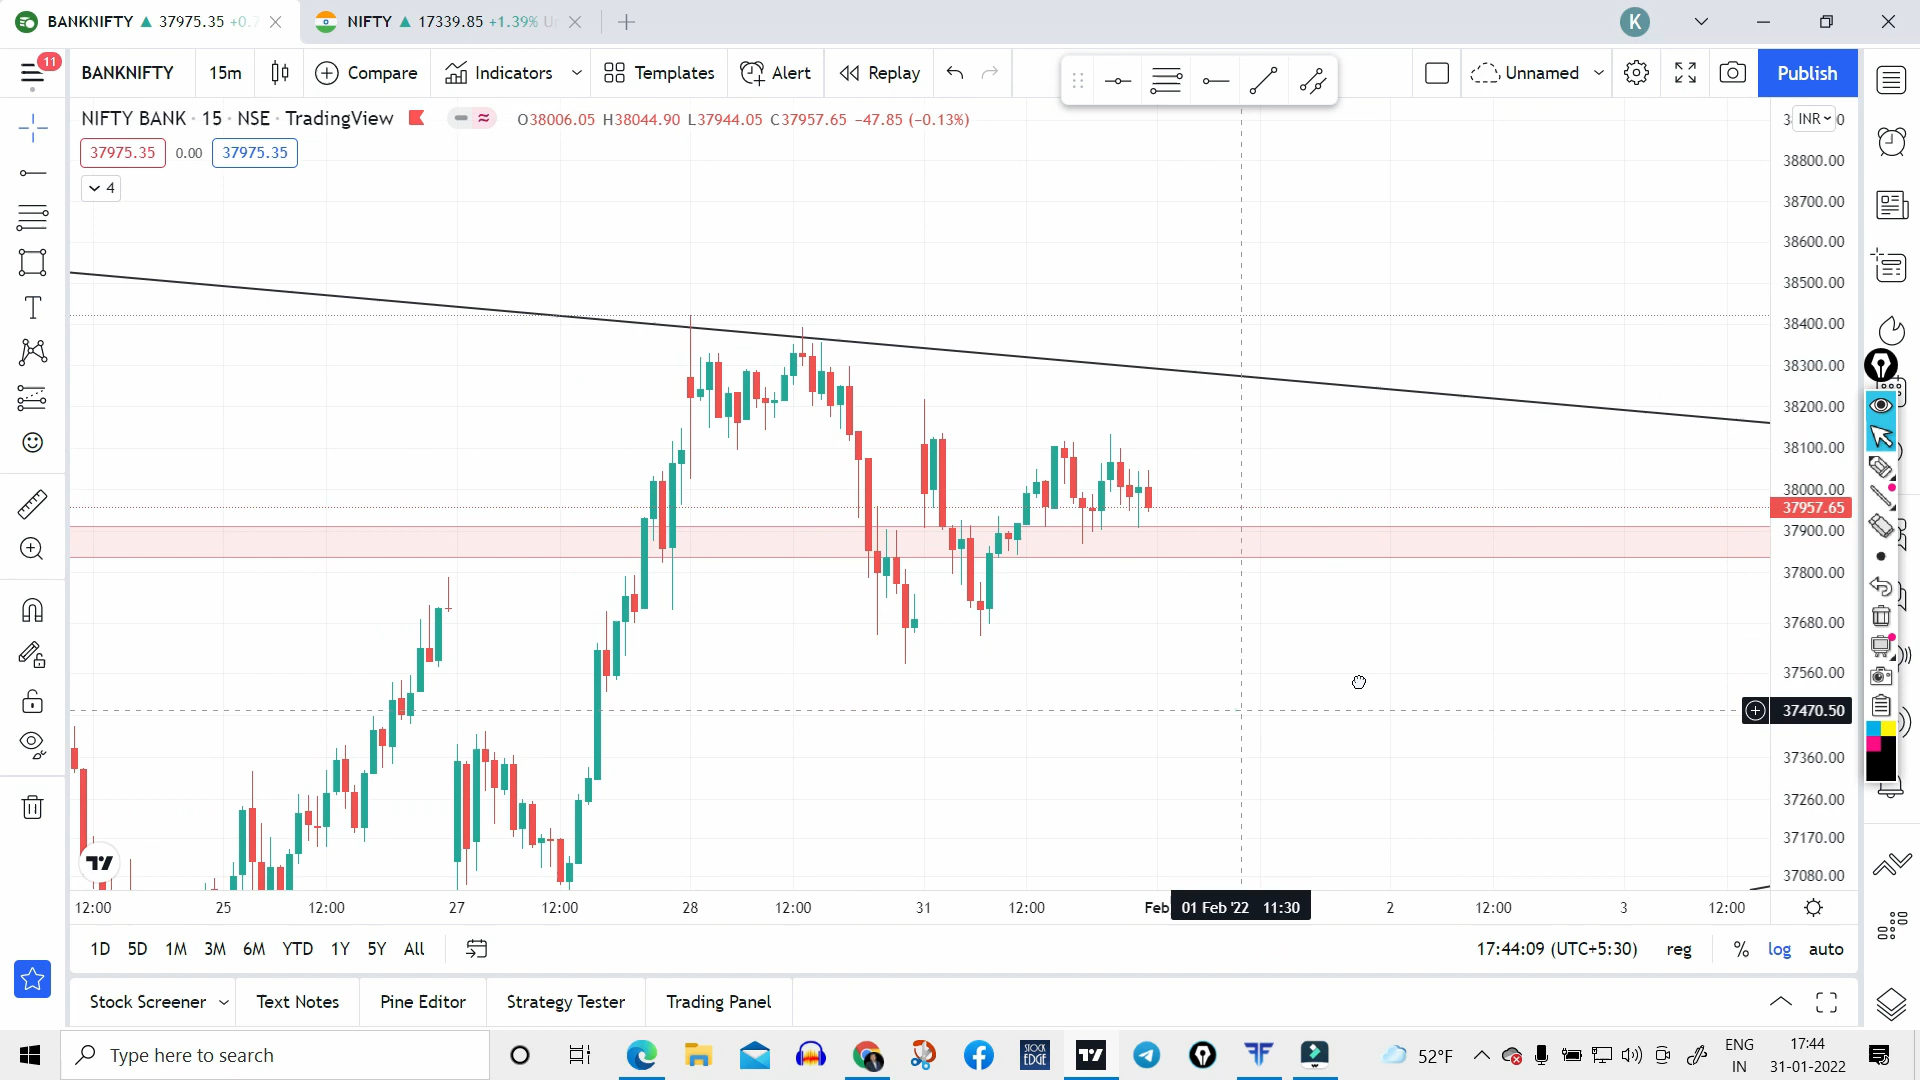 BANKNIFTY ▲ 37975.35 +0.7
NIFTY ▲ 17339.85 +1.39% U
K
11
BANKNIFTY
15m
Compare
Indicators
Templates
Alert
Replay
Unnamed
Publish
NIFTY BANK · 15 · NSE · TradingView
O38006.05 H38044.90 L37944.05 C37957.65 −47.85 (−0.13%)
INR
37975.35
0.00
37975.35
4
38800.00
38700.00
38600.00
38500.00
38400.00
38300.00
38200.00
38100.00
38000.00
37957.65
37900.00
37800.00
37680.00
37560.00
37470.50
37360.00
37260.00
37170.00
37080.00
12:00
25
12:00
27
12:00
28
12:00
31
12:00
Feb
01 Feb '22 11:30
2
12:00
3
12:00
1D
5D
1M
3M
6M
YTD
1Y
5Y
All
17:44:09 (UTC+5:30)
reg
%
log
auto
Stock Screener
Text Notes
Pine Editor
Strategy Tester
Trading Panel
Type here to search
STOCK
EDGE
52°F
ENG
IN
17:44
31-01-2022